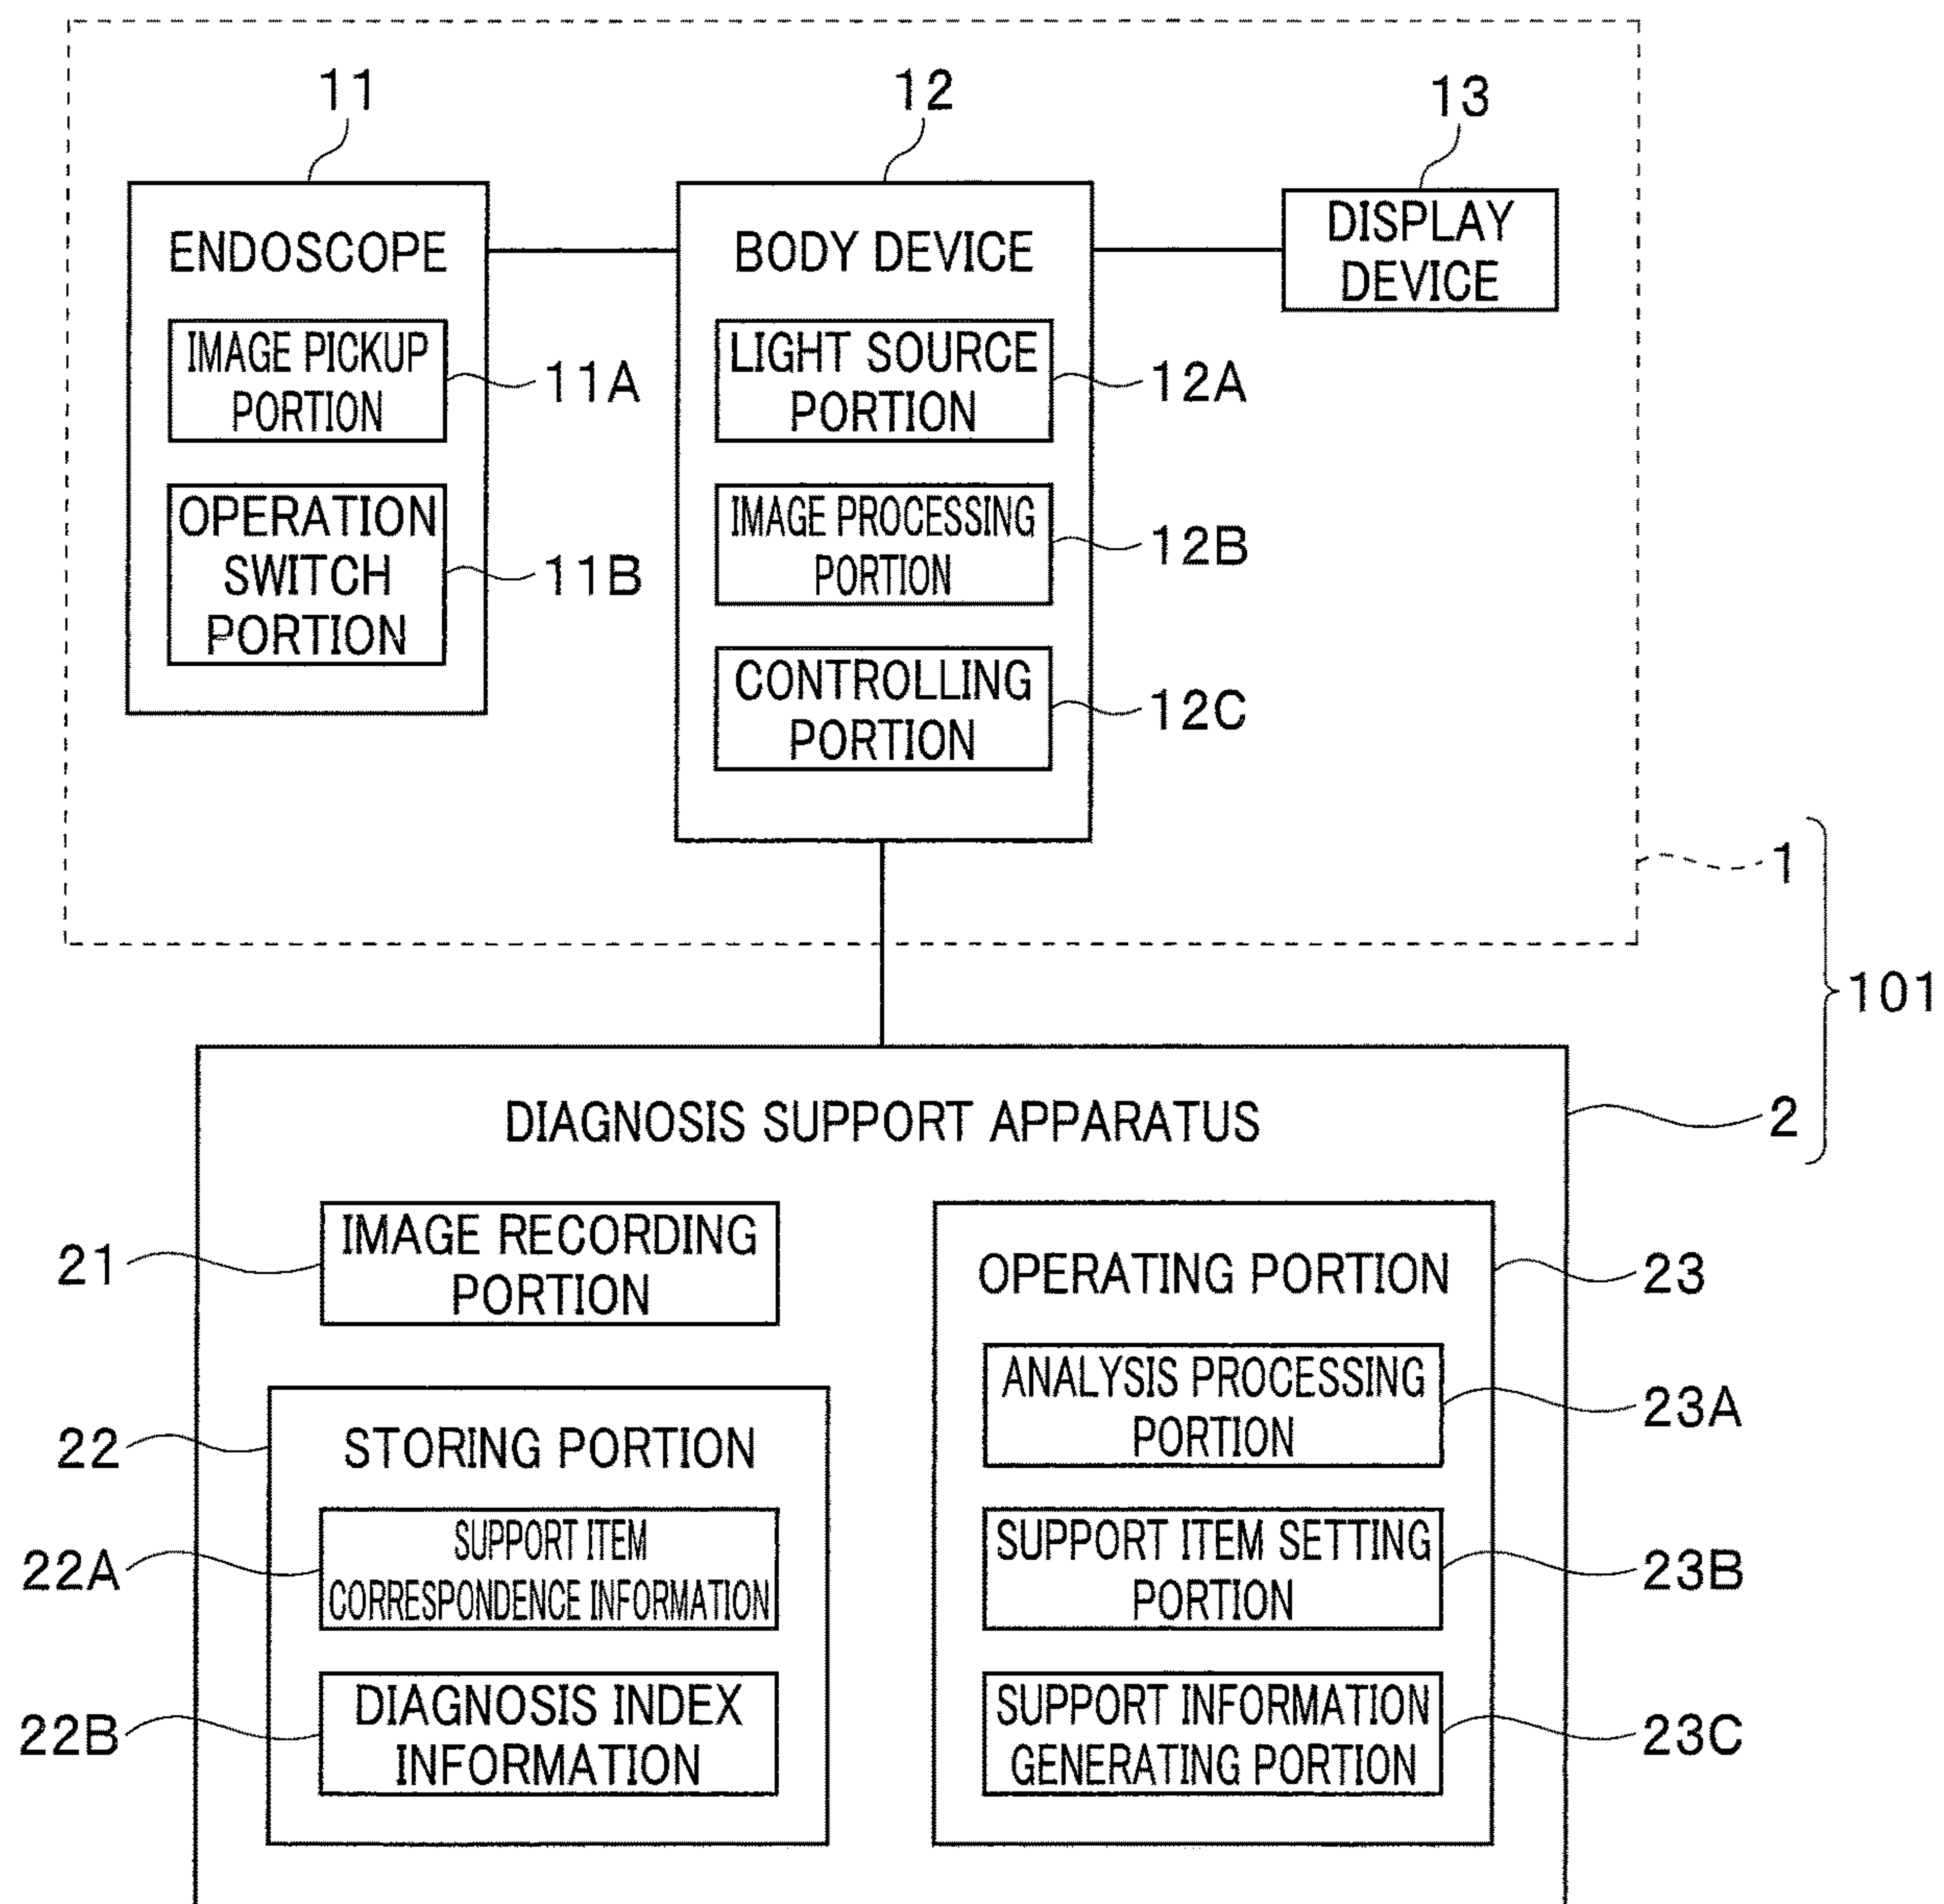 11
12
13
ENDOSCOPE
BODY DEVICE
DISPLAY
DEVICE
IMAGE PICKUP
PORTION
11A
LIGHT SOURCE
PORTION
12A
OPERATION
SWITCH
PORTION
11B
IMAGE PROCESSING
PORTION
12B
CONTROLLING
PORTION
12C
1
101
2
DIAGNOSIS SUPPORT APPARATUS
21
IMAGE RECORDING
PORTION
OPERATING PORTION
23
ANALYSIS PROCESSING
PORTION
23A
22
STORING PORTION
22A
SUPPORT ITEM
CORRESPONDENCE INFORMATION
SUPPORT ITEM SETTING
PORTION
23B
22B
DIAGNOSIS INDEX
INFORMATION
SUPPORT INFORMATION
GENERATING PORTION
23C